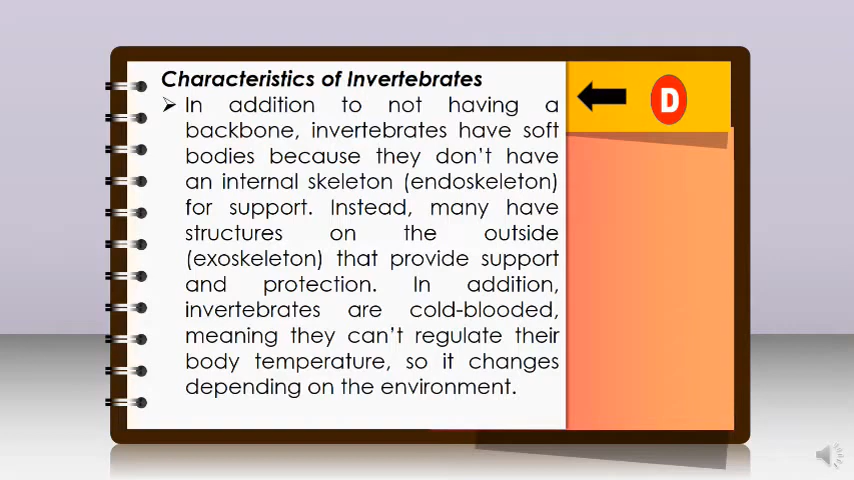 Characteristics of Invertebrates
➢ In addition to not having a
backbone, invertebrates have soft
bodies because they don't have
an internal skeleton (endoskeleton)
for support. Instead, many have
structures on the outside
(exoskeleton) that provide support
and protection. In addition,
invertebrates are cold-blooded,
meaning they can't regulate their
body temperature, so it changes
depending on the environment.
D